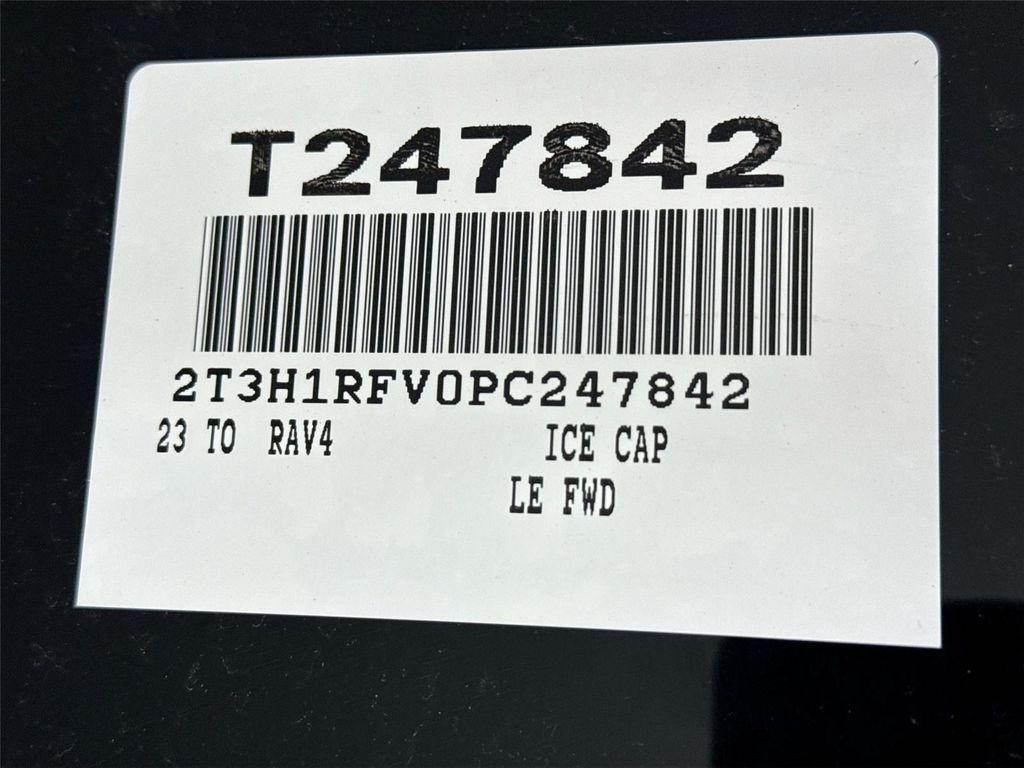 T247842
2T3H1RFV0PC247842
23 TO RAV4 ICE CAP
LE FWD